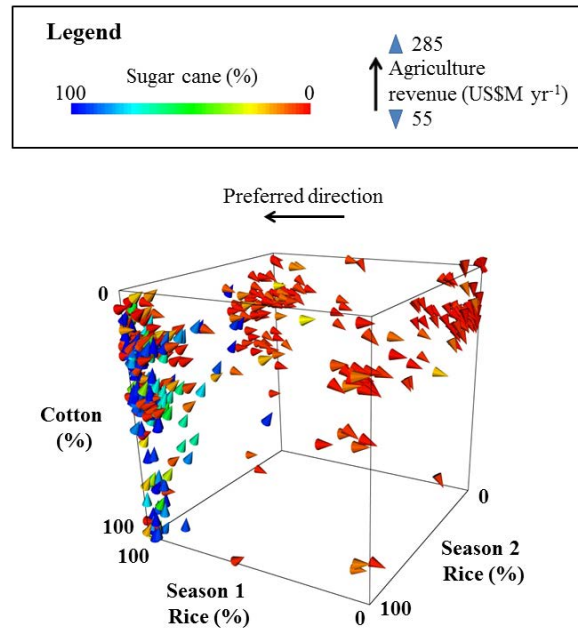 Legend
Sugar cane (%)
100
0
285
Agriculture
revenue (US$M yr⁻¹)
55
Preferred direction
0
Cotton
(%)
100
100
Season 1
Rice (%)
0
100
Season 2
Rice (%)
0